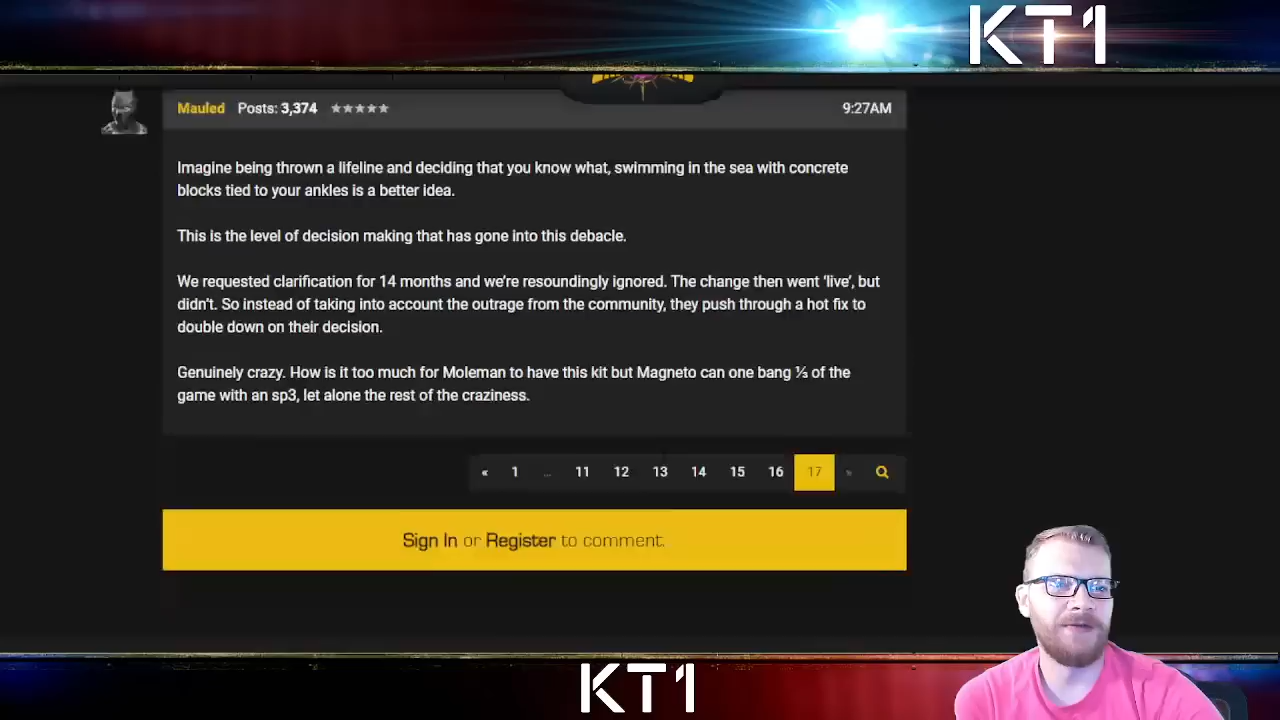 KT1
Mauled Posts: 3,374 ★★★★★ 9:27AM
Imagine being thrown a lifeline and deciding that you know what, swimming in the sea with concrete
blocks tied to your ankles is a better idea.
This is the level of decision making that has gone into this debacle.
We requested clarification for 14 months and we're resoundingly ignored. The change then went 'live', but
didn't. So instead of taking into account the outrage from the community, they push through a hot fix to
double down on their decision.
Genuinely crazy. How is it too much for Moleman to have this kit but Magneto can one bang ⅓ of the
game with an sp3, let alone the rest of the craziness.
« 1 … 11 12 13 14 15 16 17 »
Sign In or Register to comment.
KT1